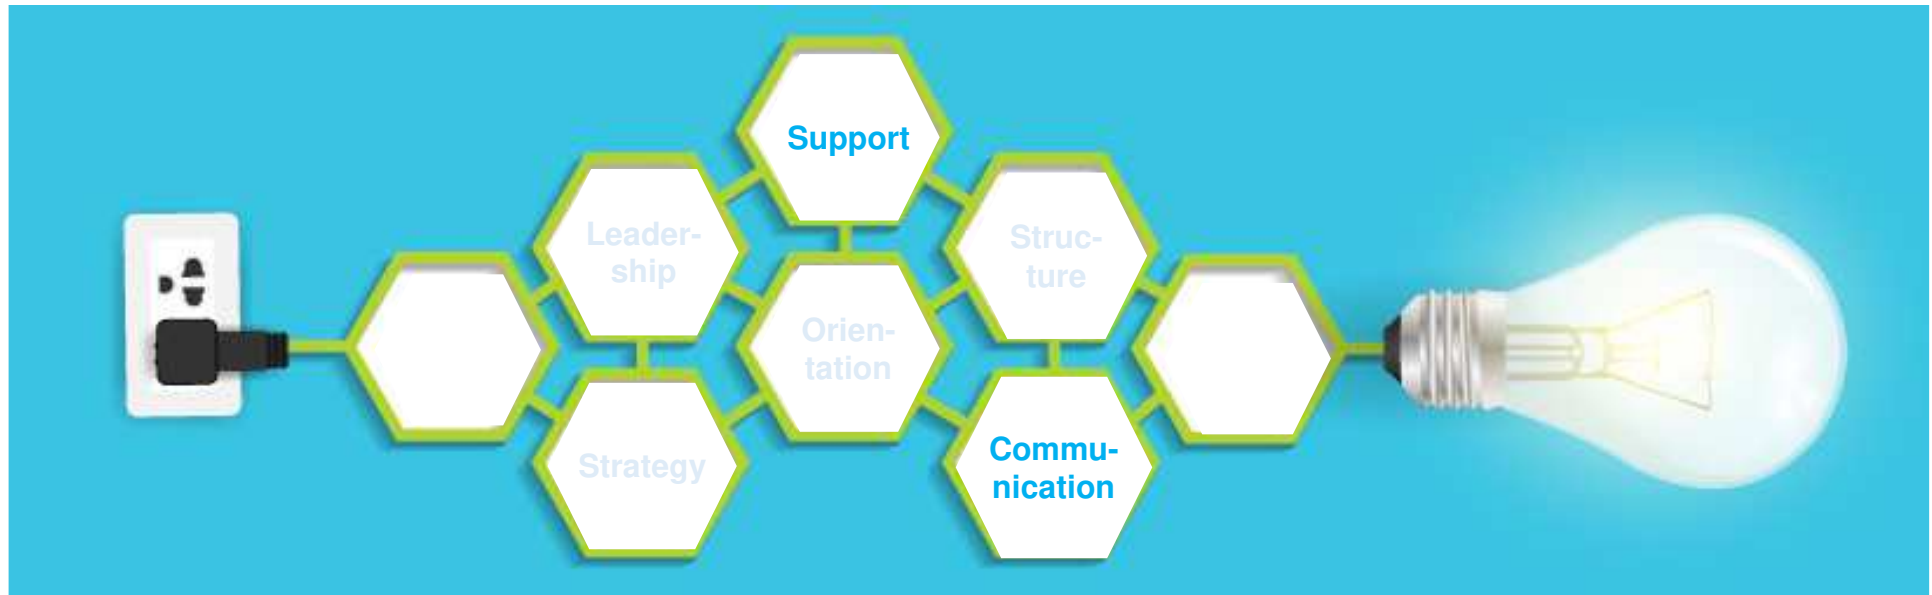 Support
Leader-
ship
Struc-
ture
Orien-
tation
Strategy
Commu-
nication